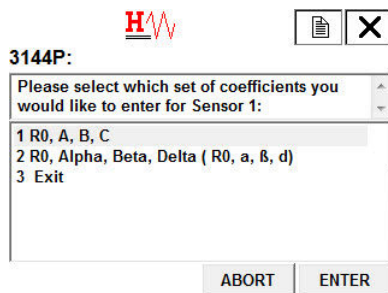 H
3144P:
Please select which set of coefficients you
would like to enter for Sensor 1:
1 R0, A, B, C
2 R0, Alpha, Beta, Delta ( R0, a, ß, d)
3 Exit
ABORT
ENTER